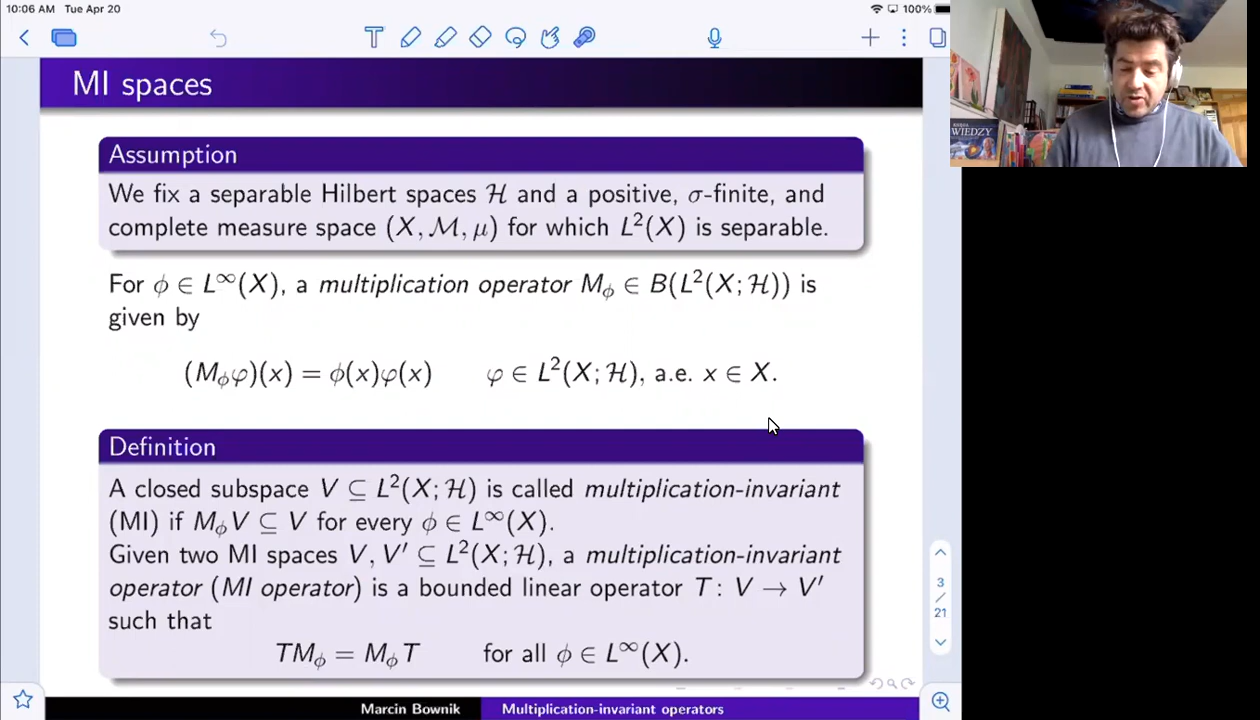 10:06 AM Tue Apr 20
100%
MI spaces
Assumption
We fix a separable Hilbert spaces ℋ and a positive, σ-finite, and
complete measure space (X, ℳ, μ) for which L²(X) is separable.
For ϕ ∈ L^∞(X), a multiplication operator M_ϕ ∈ B(L²(X; ℋ)) is
given by
(M_ϕφ)(x) = ϕ(x)φ(x) φ ∈ L²(X; ℋ), a.e. x ∈ X.
Definition
A closed subspace V ⊆ L²(X; ℋ) is called multiplication-invariant
(MI) if M_ϕV ⊆ V for every ϕ ∈ L^∞(X).
Given two MI spaces V, V′ ⊆ L²(X; ℋ), a multiplication-invariant
operator (MI operator) is a bounded linear operator T: V → V′
such that
TM_ϕ = M_ϕT for all ϕ ∈ L^∞(X).
3
/
21
Marcin Bownik Multiplication-invariant operators
WIEDZY